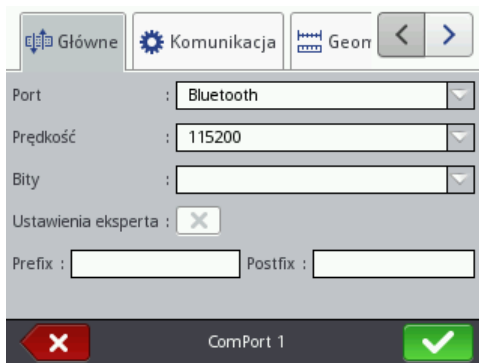 Główne Komunikacja Geom
Port : Bluetooth
Prędkość : 115200
Bity :
Ustawienia eksperta :
Prefix : Postfix :
ComPort 1